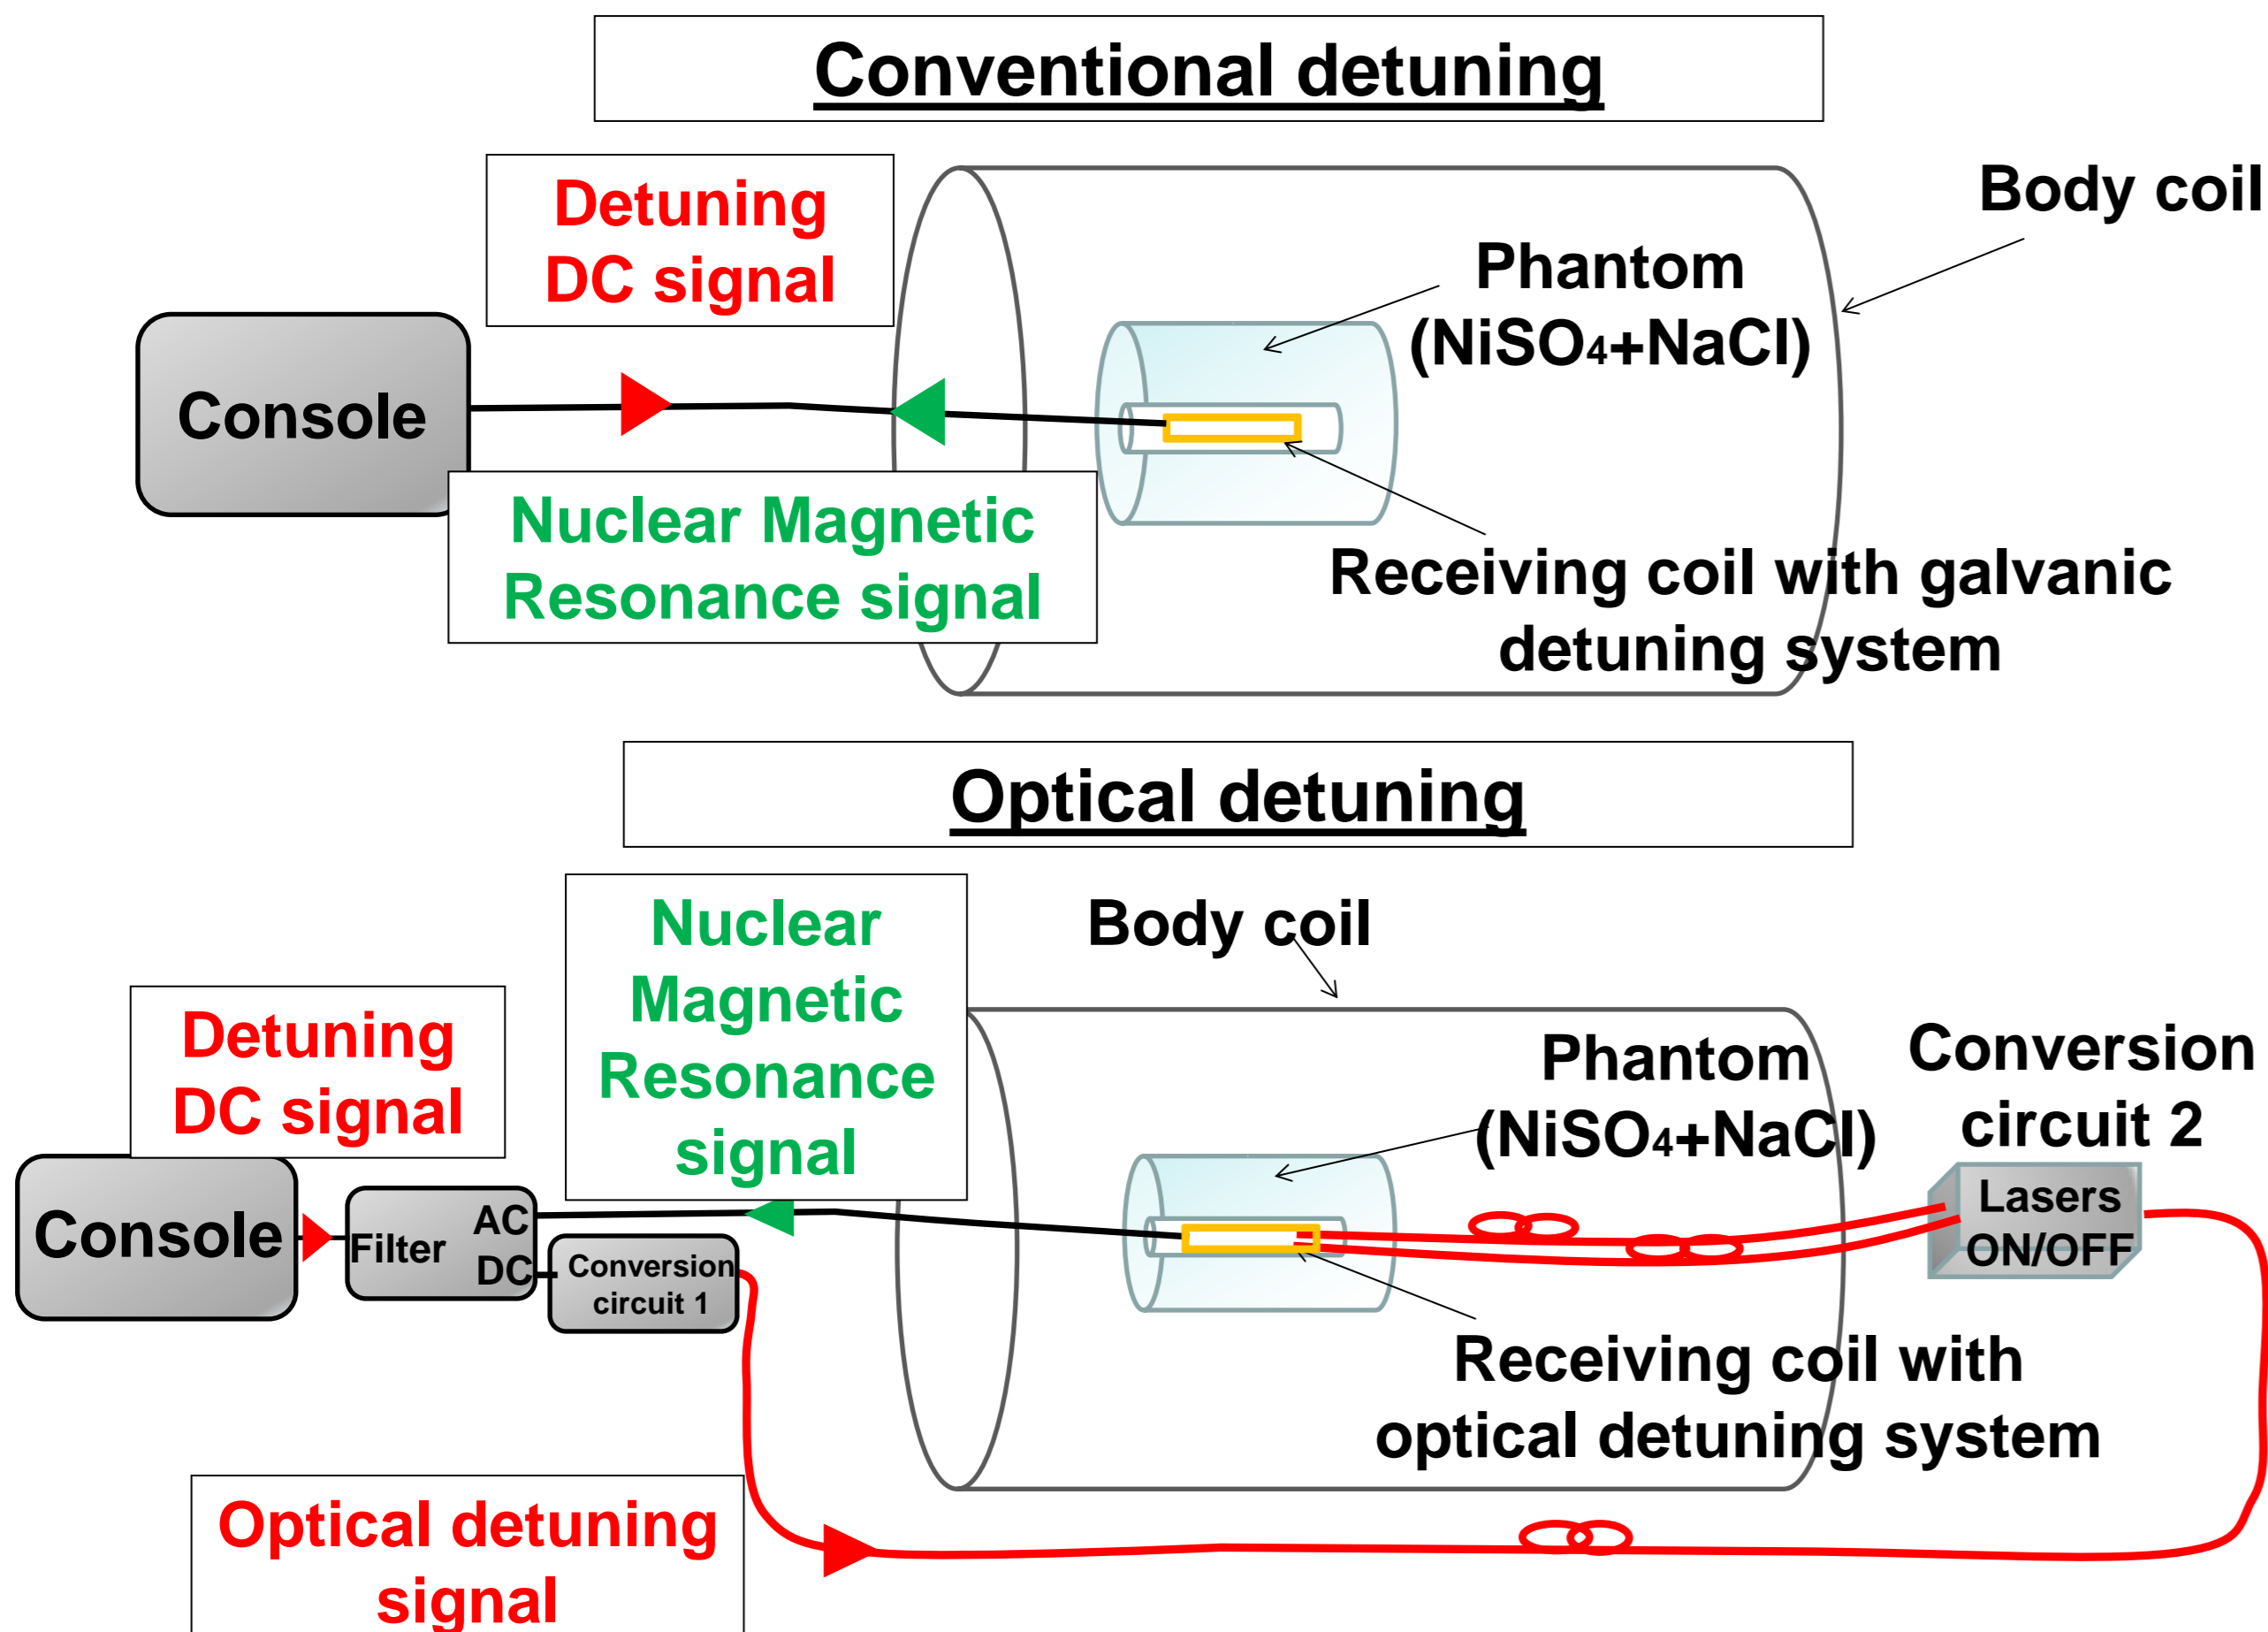 Conventional detuning
Detuning
DC signal
Body coil
Phantom
(NiSO₄+NaCl)
Console
Nuclear Magnetic
Resonance signal
Receiving coil with galvanic
detuning system
Optical detuning
Nuclear
Magnetic
Resonance
signal
Body coil
Detuning
DC signal
Phantom
(NiSO₄+NaCl)
Conversion
circuit 2
Console
Filter
AC
DC
Conversion
circuit 1
Lasers
ON/OFF
Receiving coil with
optical detuning system
Optical detuning
signal